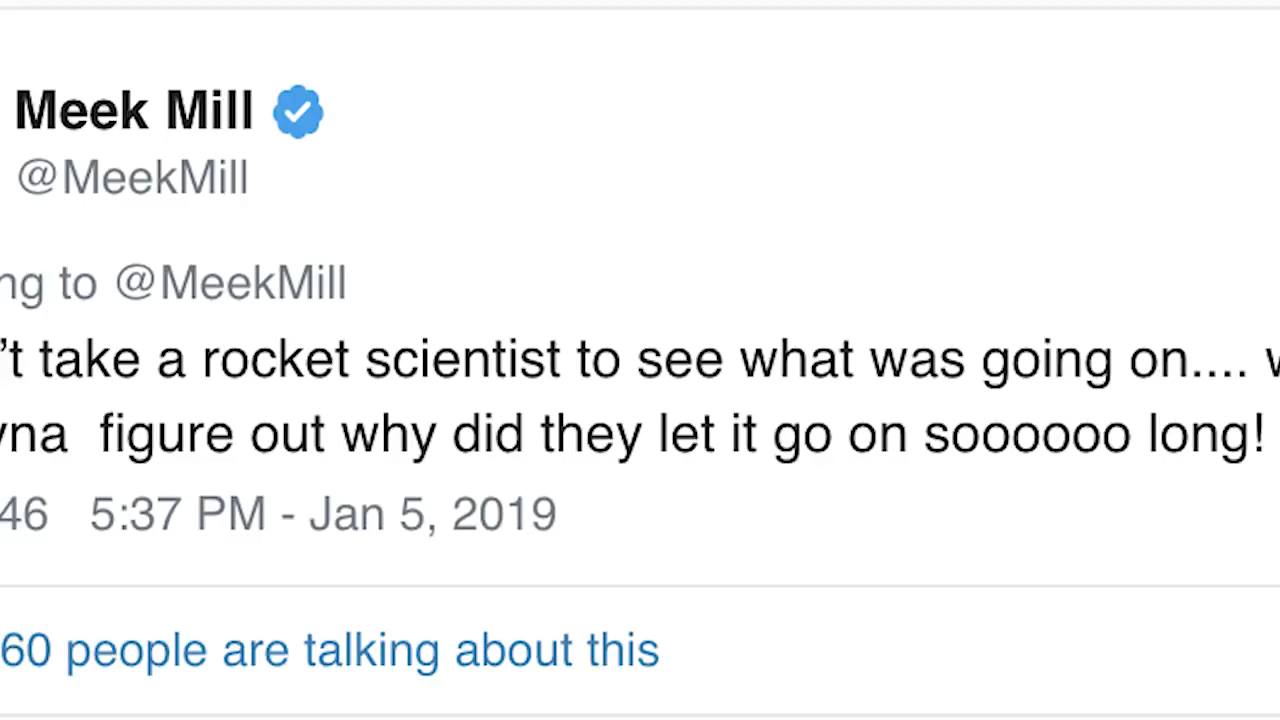 Meek Mill
@MeekMill
ng to @MeekMill
’t take a rocket scientist to see what was going on....
yna figure out why did they let it go on soooooo long!
46 5:37 PM - Jan 5, 2019
60 people are talking about this